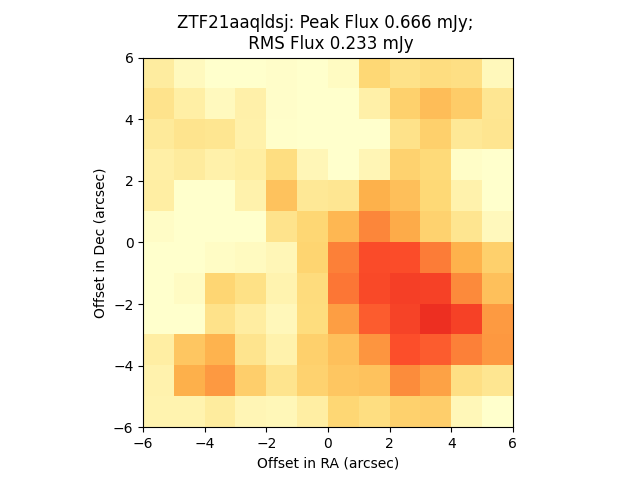 ZTF21aaqldsj: Peak Flux 0.666 mJy;
RMS Flux 0.233 mJy
6
4
2
0
−2
−4
−6
Offset in Dec (arcsec)
−6 −4 −2 0 2 4 6
Offset in RA (arcsec)